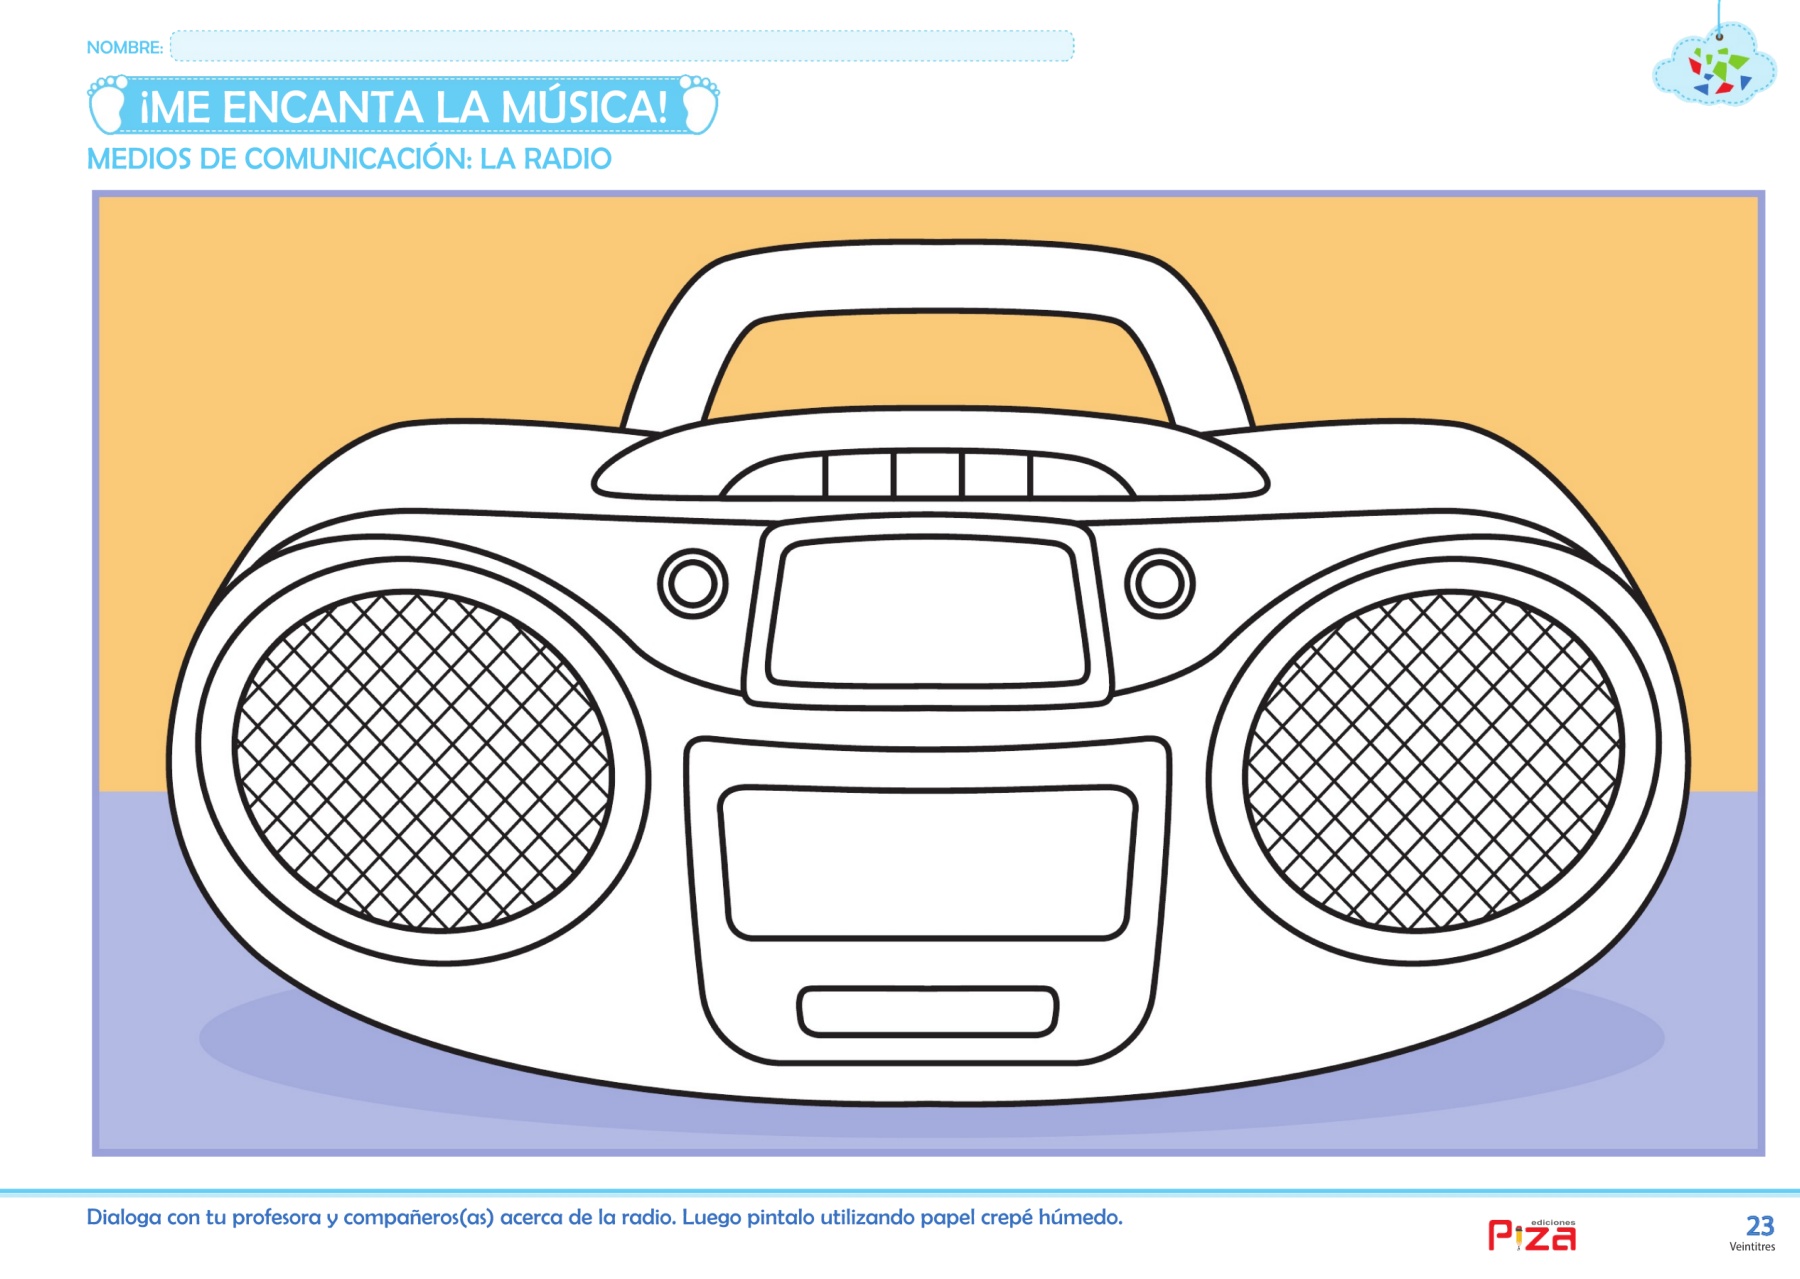 NOMBRE:
¡ME ENCANTA LA MÚSICA!
MEDIOS DE COMUNICACIÓN: LA RADIO
Dialoga con tu profesora y compañeros(as) acerca de la radio. Luego pintalo utilizando papel crepé húmedo.
ediciones
Piza
23
Veintitres